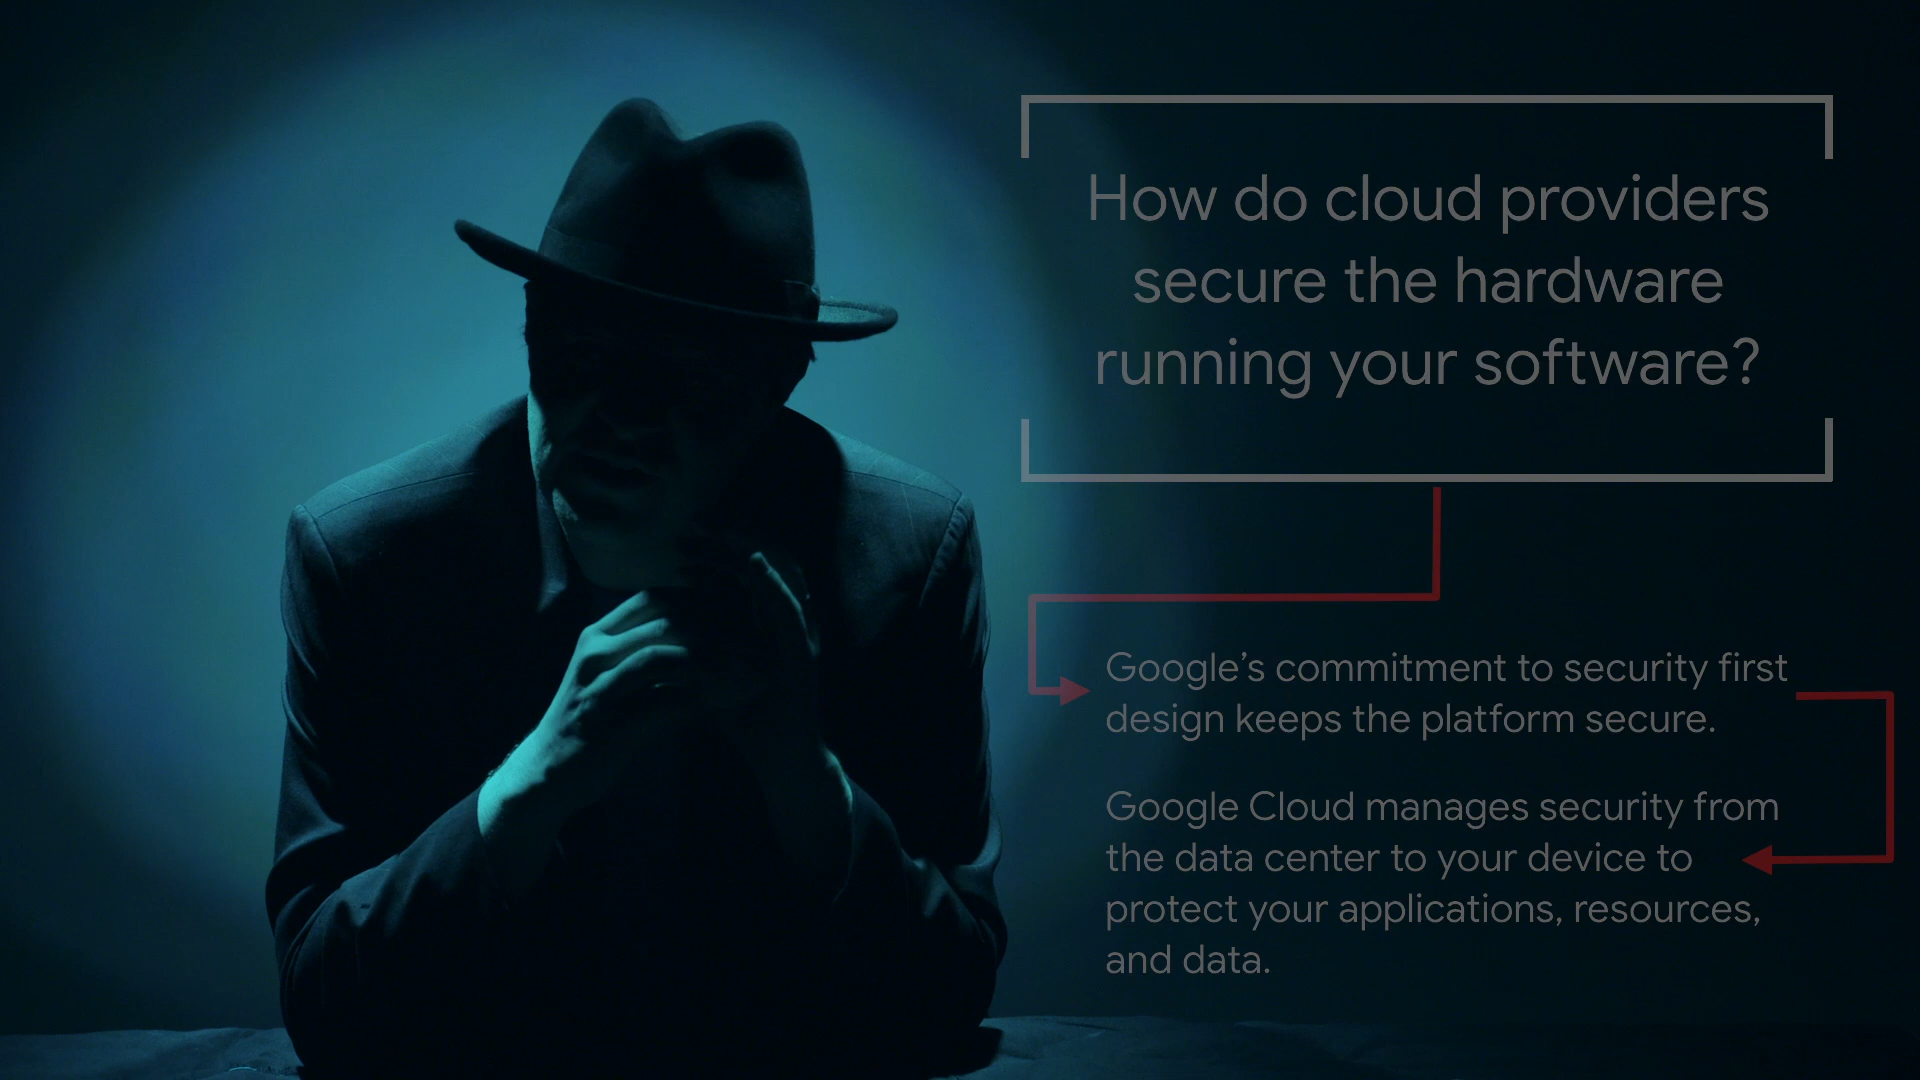 How do cloud providers
secure the hardware
running your software?
Google’s commitment to security first
design keeps the platform secure.
Google Cloud manages security from
the data center to your device to
protect your applications, resources,
and data.